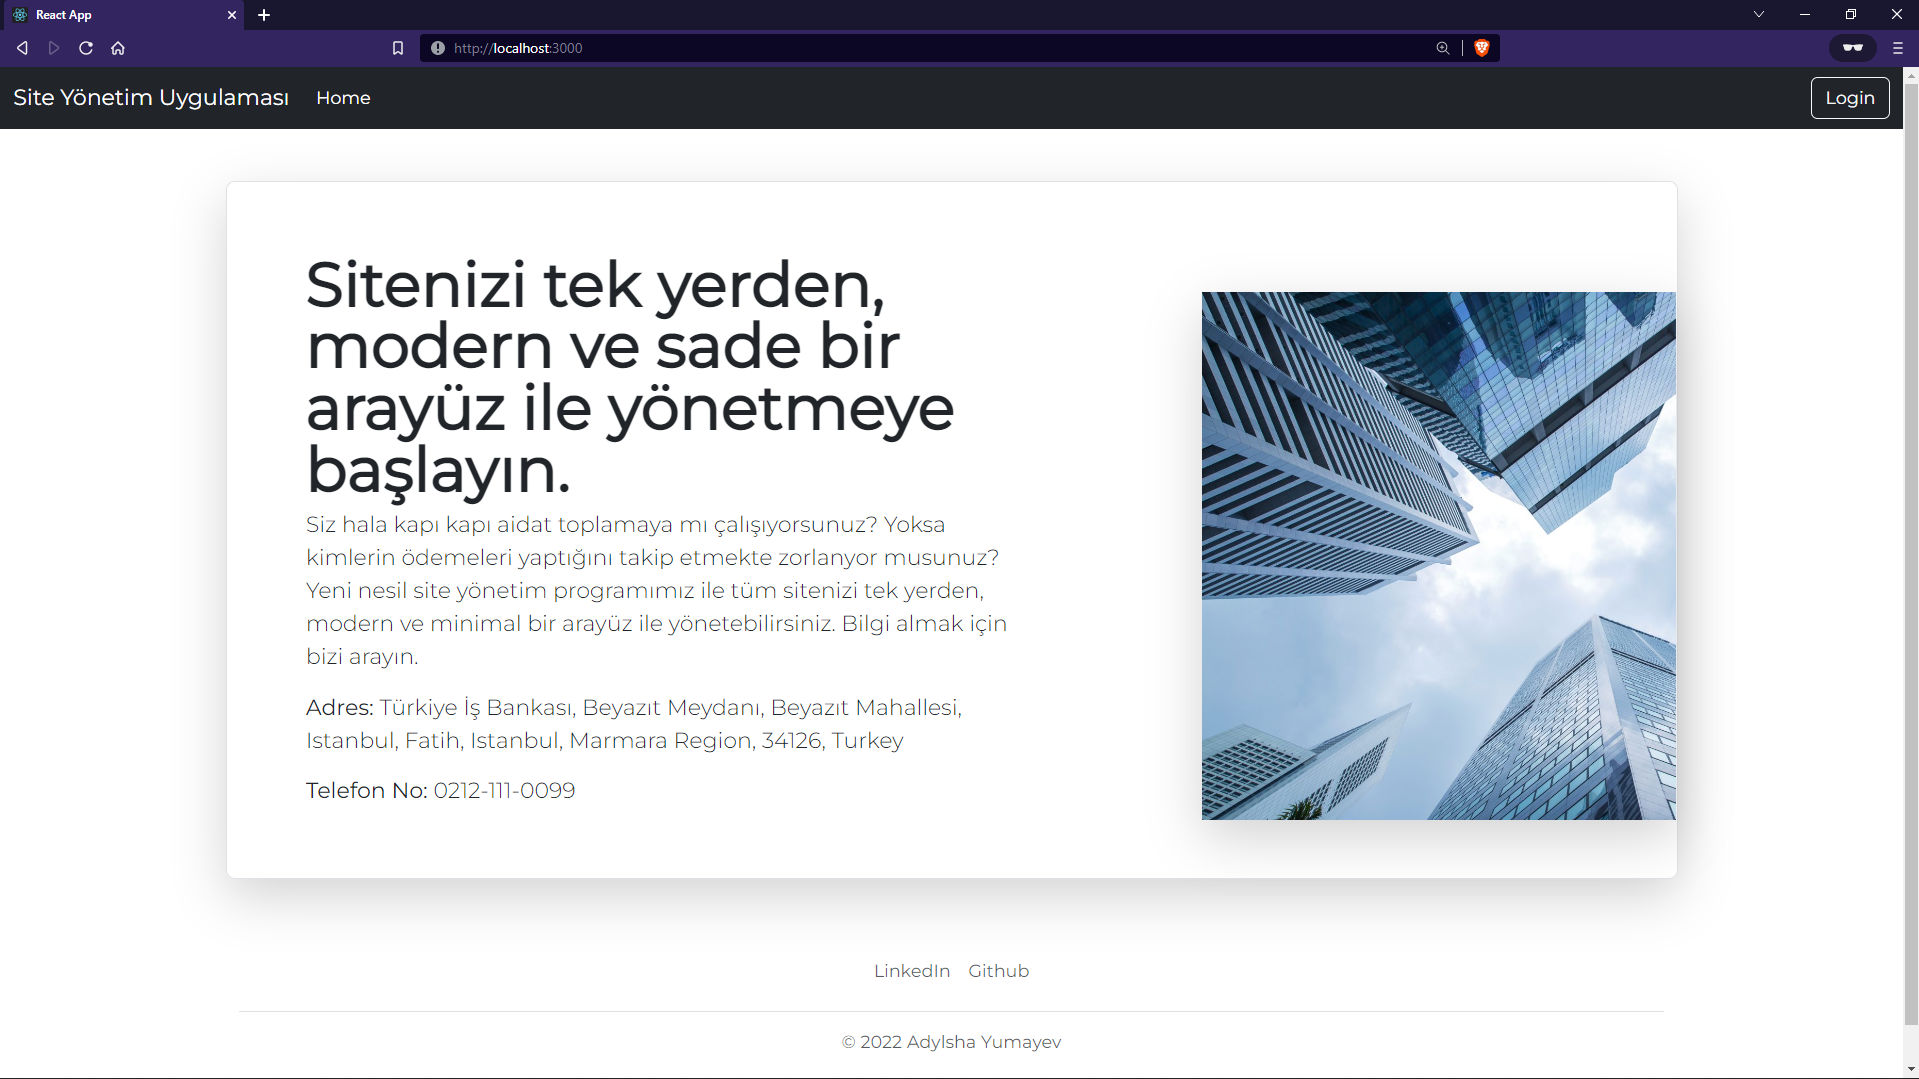 React App
http://localhost:3000
Site Yönetim Uygulaması
Home
Login
Sitenizi tek yerden,
modern ve sade bir
arayüz ile yönetmeye
başlayın.
Siz hala kapı kapı aidat toplamaya mı çalışıyorsunuz? Yoksa
kimlerin ödemeleri yaptığını takip etmekte zorlanyor musunuz?
Yeni nesil site yönetim programımız ile tüm sitenizi tek yerden,
modern ve minimal bir arayüz ile yönetebilirsiniz. Bilgi almak için
bizi arayın.
Adres: Türkiye İş Bankası, Beyazıt Meydanı, Beyazıt Mahallesi,
Istanbul, Fatih, Istanbul, Marmara Region, 34126, Turkey
Telefon No: 0212-111-0099
LinkedIn Github
© 2022 Adylsha Yumayev